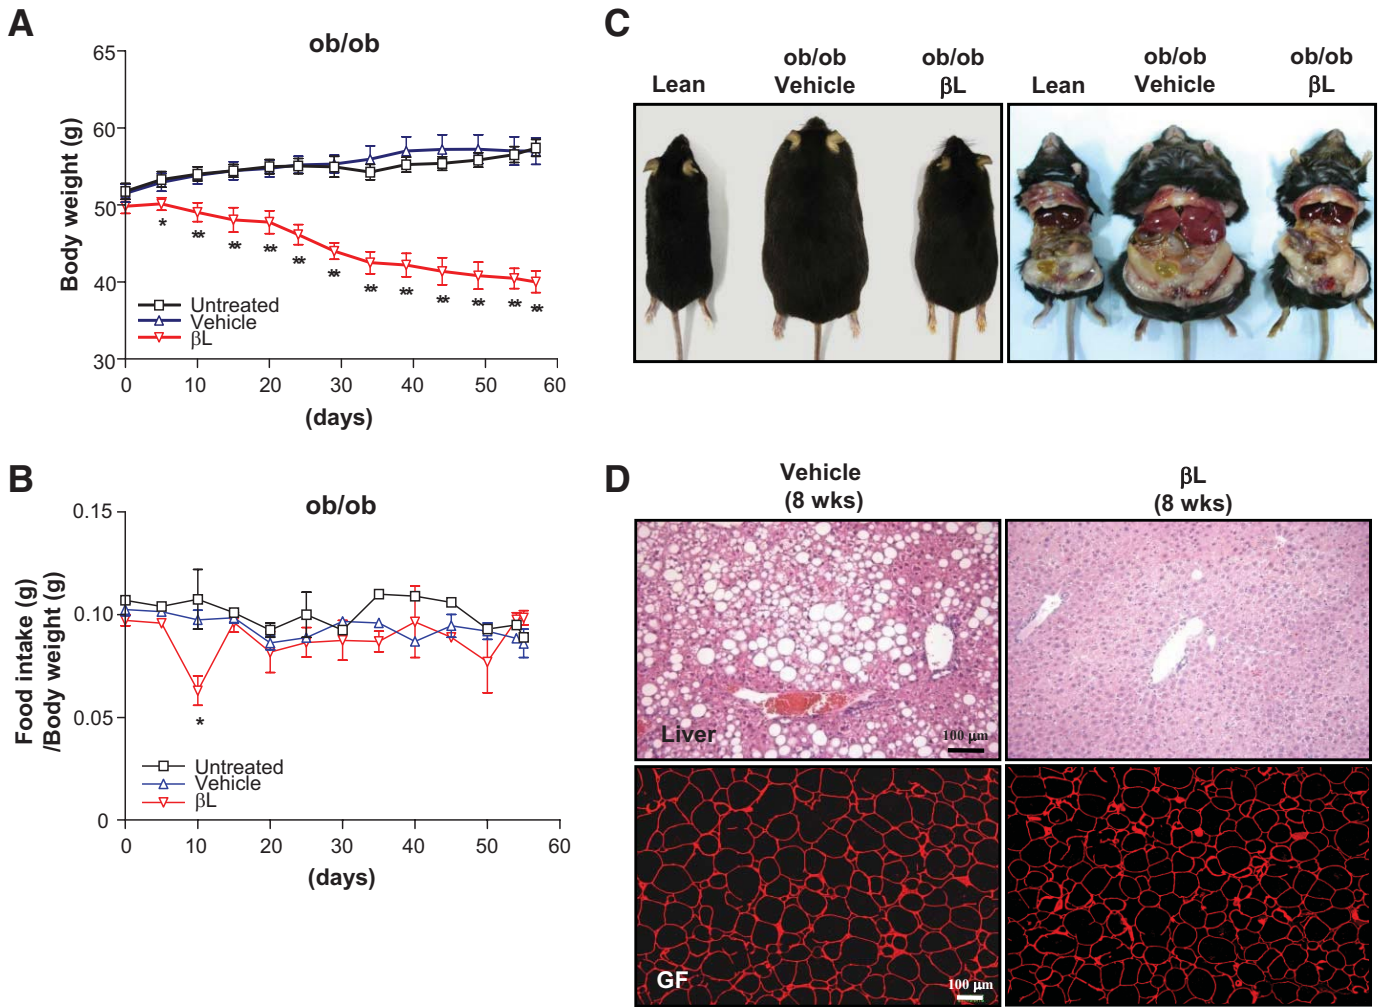 A
ob/ob
65
60
50
40
30
Body weight (g)
Untreated
Vehicle
βL
*
**
**
**
**
**
**
**
**
**
**
**
0 10 20 30 40 50 60
(days)
B
ob/ob
0.15
0.10
0.05
0
Food intake (g)
/Body weight (g)
*
Untreated
Vehicle
βL
0 10 20 30 40 50 60
(days)
C
Lean ob/ob Vehicle ob/ob βL
Lean ob/ob Vehicle ob/ob βL
D
Vehicle
(8 wks)
βL
(8 wks)
Liver
100 µm
GF
100 µm